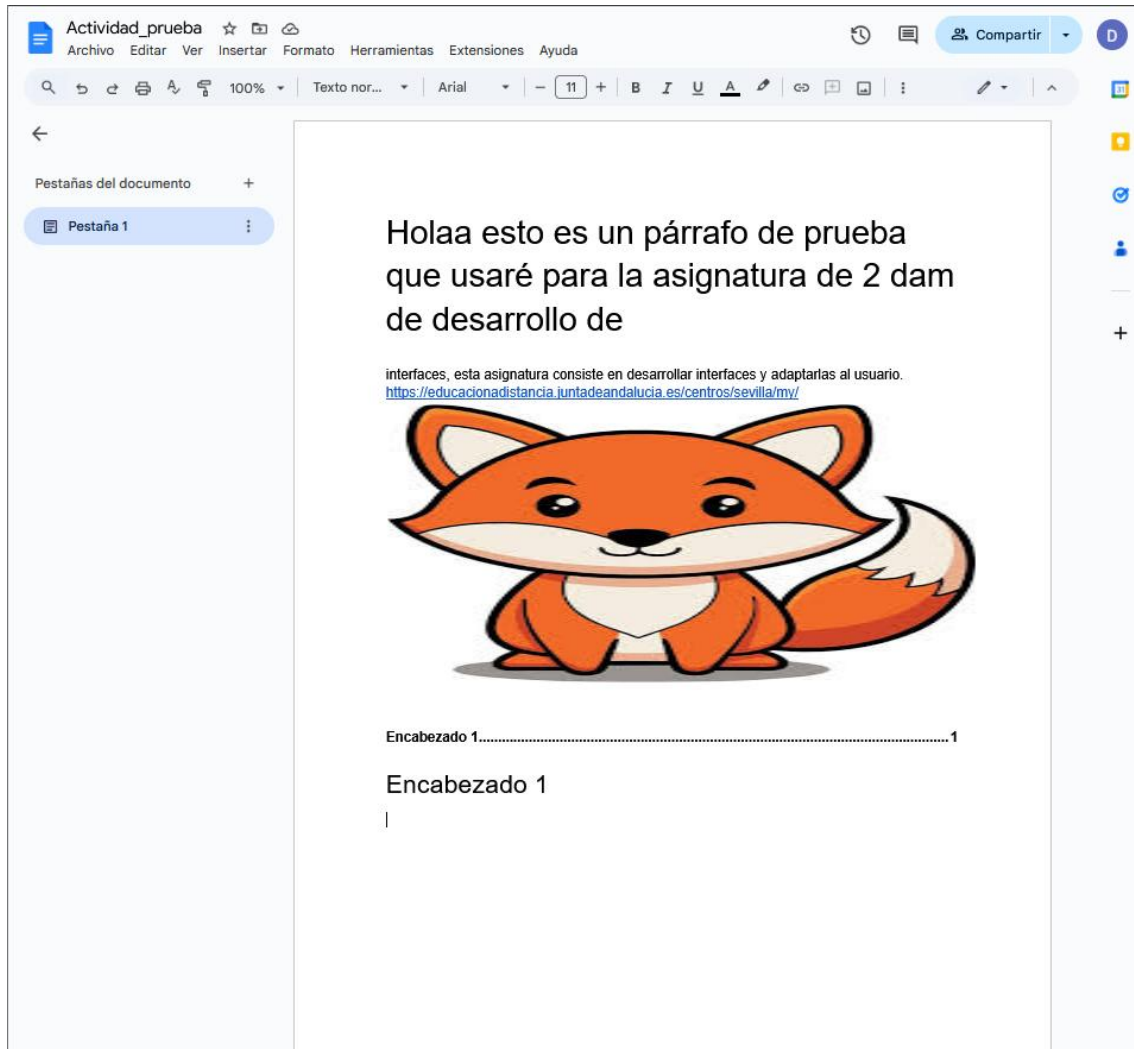 Actividad_prueba
Archivo Editar Ver Insertar Formato Herramientas Extensiones Ayuda
Compartir
D
100% Texto nor... Arial 11 B I U A
31
Pestañas del documento
Pestaña 1
Holaa esto es un párrafo de prueba
que usaré para la asignatura de 2 dam
de desarrollo de
interfaces, esta asignatura consiste en desarrollar interfaces y adaptarlas al usuario.
https://educacionadistancia.juntadeandalucia.es/centros/sevilla/my/
Encabezado 1.......................................................................................................................... 1
Encabezado 1